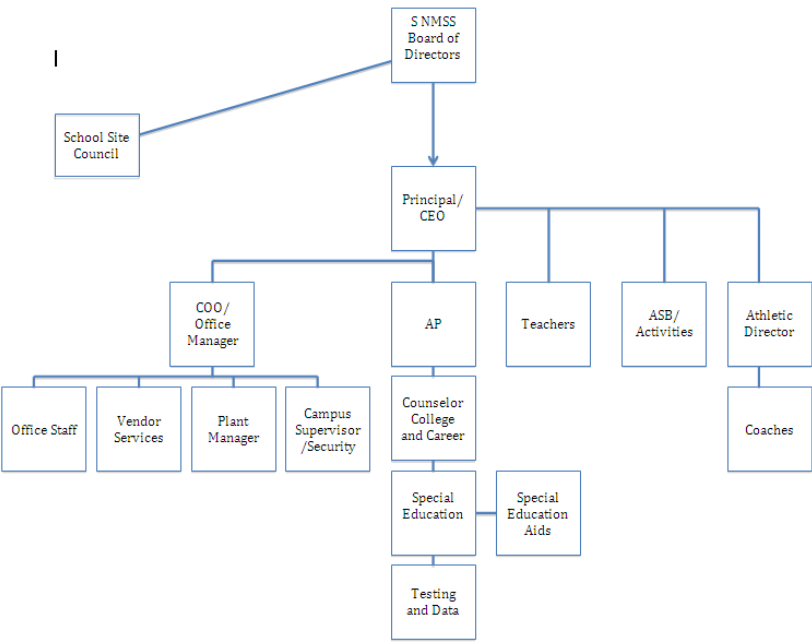 S NMSS
Board of
Directors
School Site
Council
Principal/
CEO
COO/
Office
Manager
AP
Teachers
ASB/
Activities
Athletic
Director
Office Staff
Vendor
Services
Plant
Manager
Campus
Supervisor
/Security
Counselor
College
and Career
Coaches
Special
Education
Special
Education
Aids
Testing
and Data